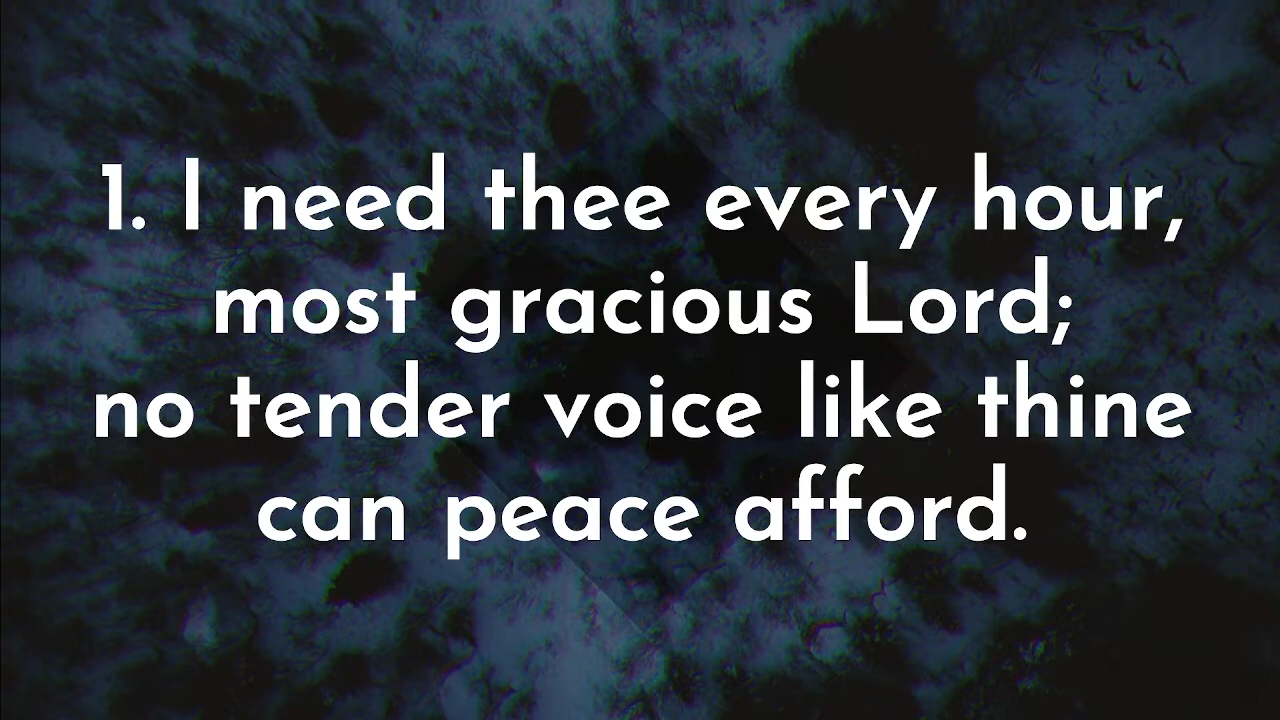 1. I need thee every hour,
most gracious Lord;
no tender voice like thine
can peace afford.